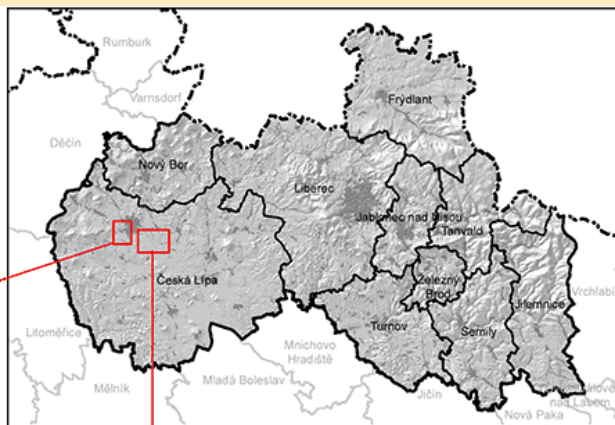 Rumburk
Varnsdorf
Děčín
Frýdlant
Nový Bor
Liberec
Jablonec nad Nisou
Tanvald
Česká Lípa
Železný
Brod
Jilemnice
Vrchlabí
Turnov
Semily
Litoměřice
Mnichovo
Hradiště
Mělník
Mladá Boleslav
Jičín
nad Labem
Nová Paka